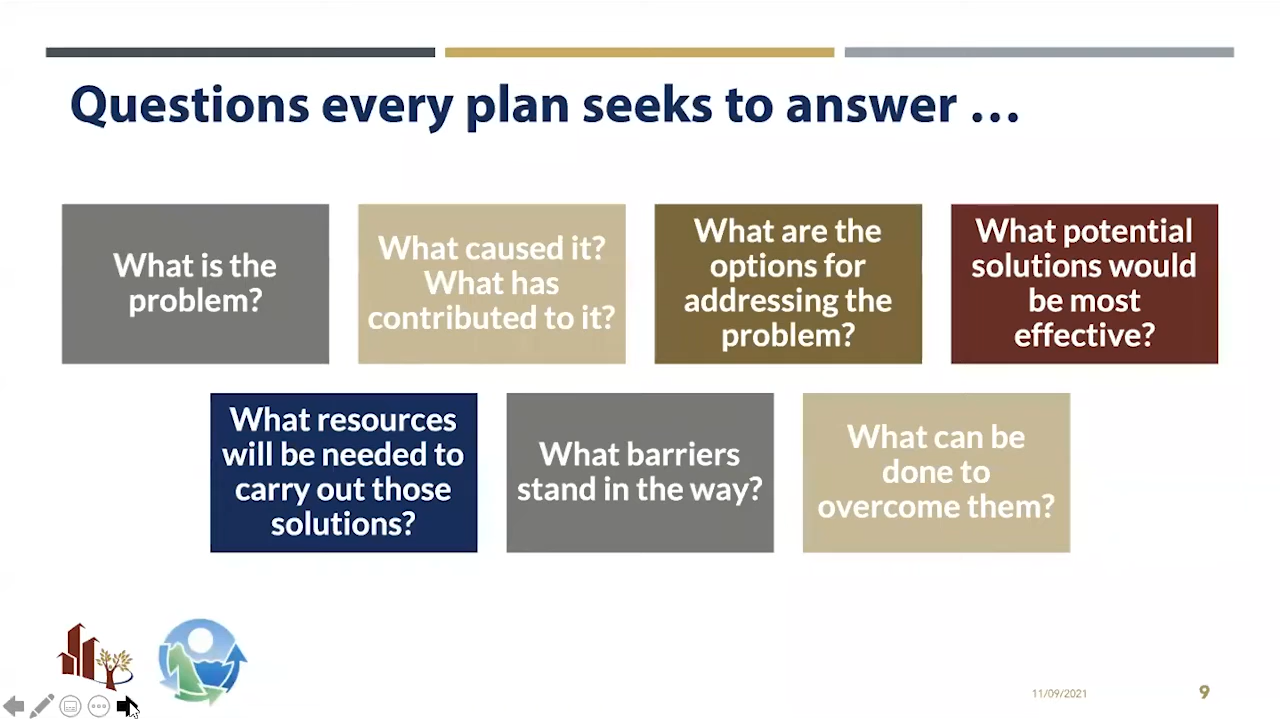 Questions every plan seeks to answer …
What is the
problem?
What caused it?
What has
contributed to it?
What are the
options for
addressing the
problem?
What potential
solutions would
be most
effective?
What resources
will be needed to
carry out those
solutions?
What barriers
stand in the way?
What can be
done to
overcome them?
11/09/2021
9